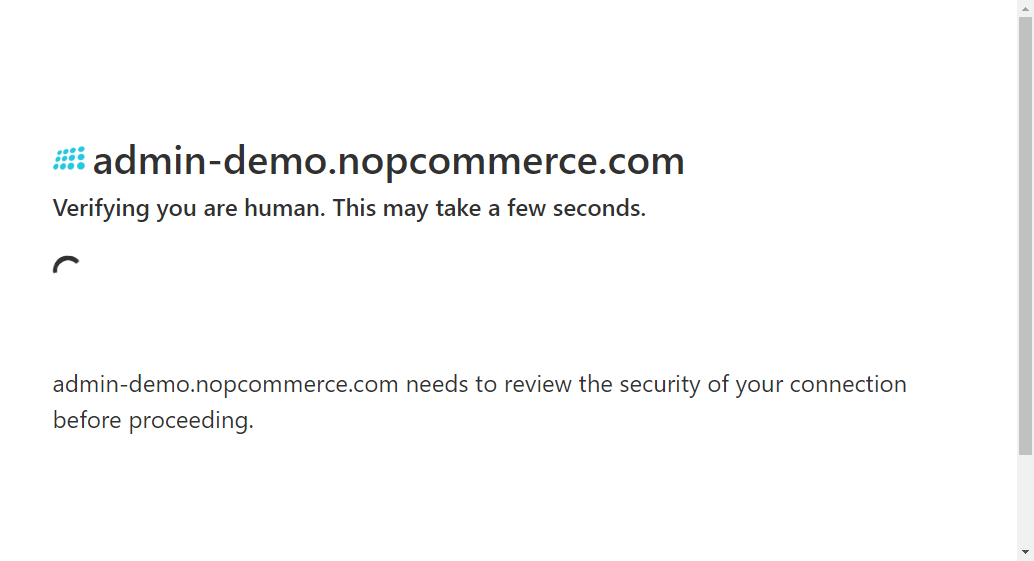 admin-demo.nopcommerce.com
Verifying you are human. This may take a few seconds.
admin-demo.nopcommerce.com needs to review the security of your connection
before proceeding.